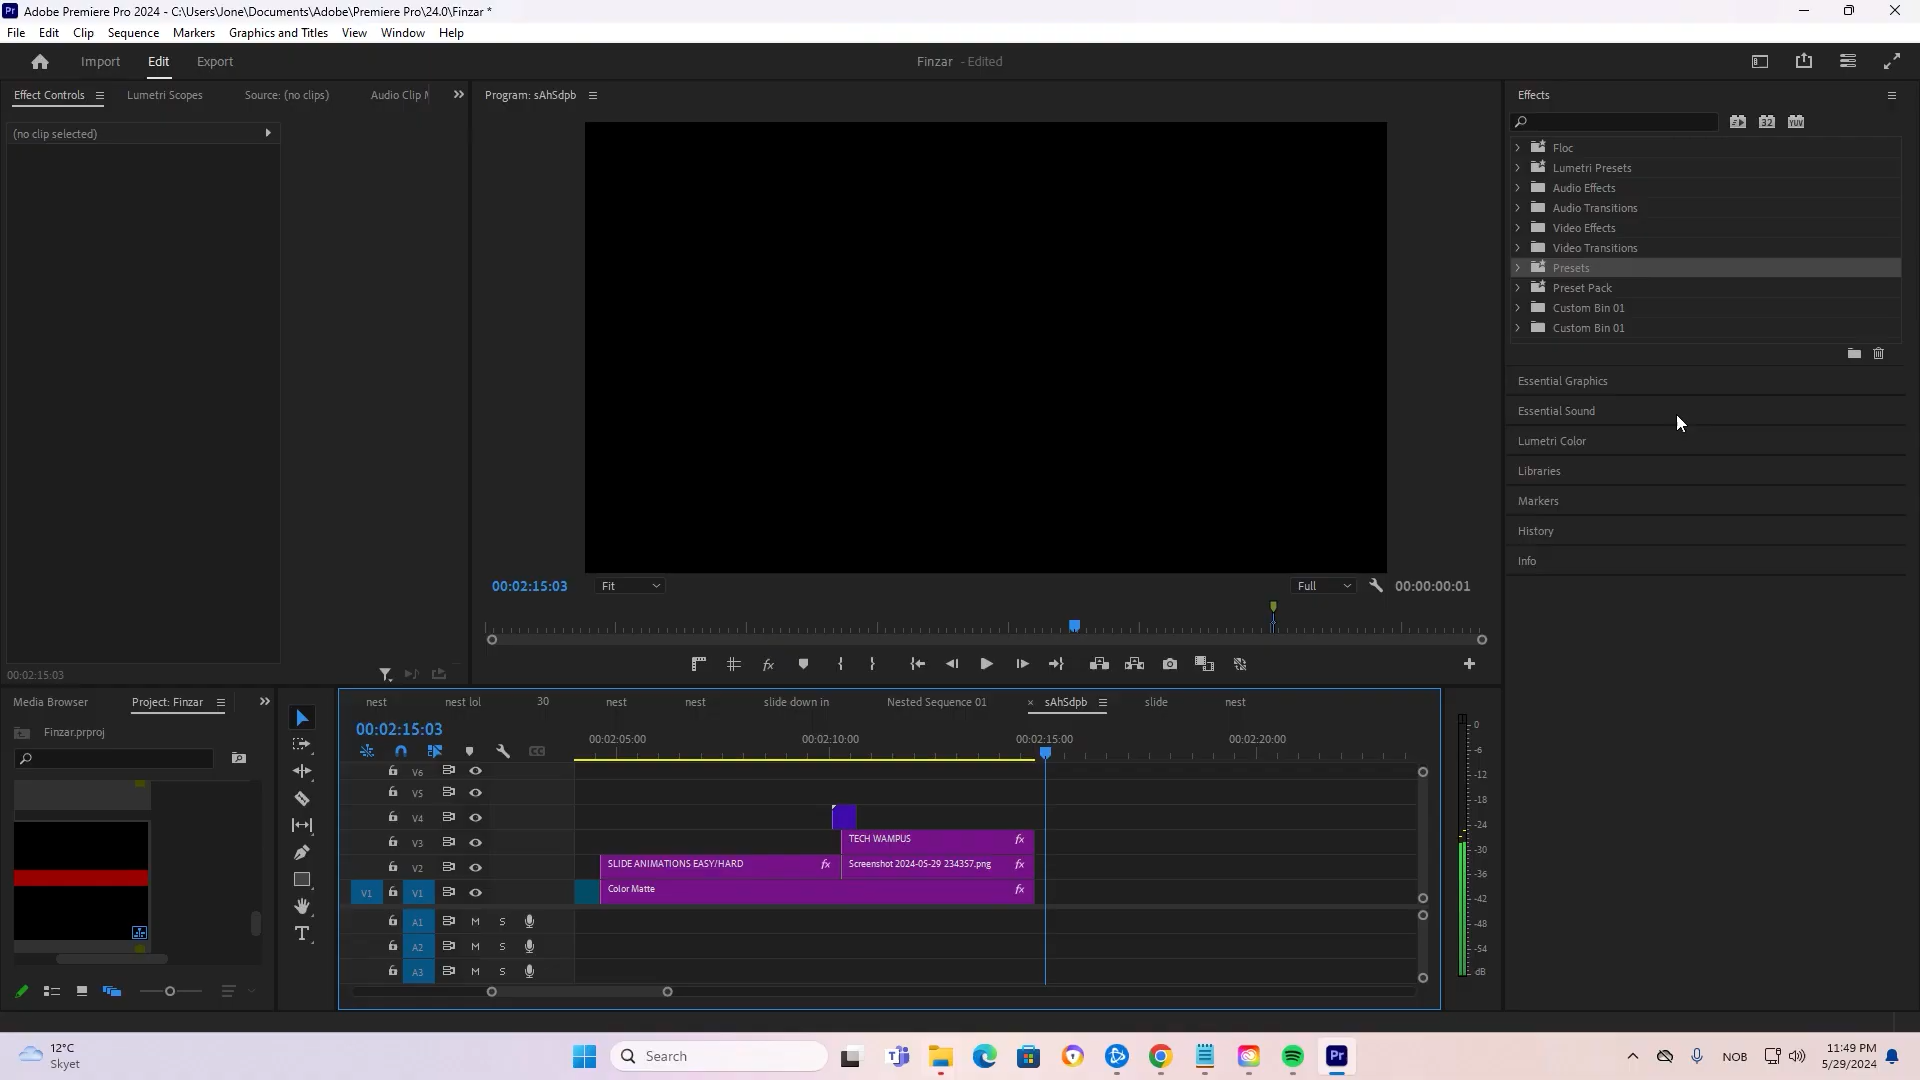 Adobe Premiere Pro 2024 - C:\Users\Jone\Documents\Adobe\Premiere Pro\24.0\Finzar *
File Edit Clip Sequence Markers Graphics and Titles View Window Help
Import Edit Export
Finzar - Edited
Effect Controls Lumetri Scopes Source: (no clips) Audio Clip
Program: sAhSdpb
Effects
(no clip selected)
Floc
Lumetri Presets
Audio Effects
Audio Transitions
Video Effects
Video Transitions
Presets
Preset Pack
Custom Bin 01
Custom Bin 01
Essential Graphics
Essential Sound
Lumetri Color
Libraries
Markers
History
Info
00:02:15:03 Fit Full 00:00:00:01
00:02:15:03
Media Browser Project: Finzar
Finzar.prproj
nest nest lol 30 nest nest slide down in Nested Sequence 01 × sAhSdpb slide nest
00:02:15:03
00:02:05:00 00:02:10:00 00:02:15:00 00:02:20:00
V6
V5
V4
V3 TECH WAMPUS fx
V2 SLIDE ANIMATIONS EASY/HARD fx Screenshot 2024-05-29 234357.png fx
V1 V1 Color Matte fx
A1 M S
A2 M S
A3 M S
0
-6
-12
-18
-24
-30
-36
-42
-48
-54
dB
12°C
Skyet
Search
NOB
11:49 PM
5/29/2024